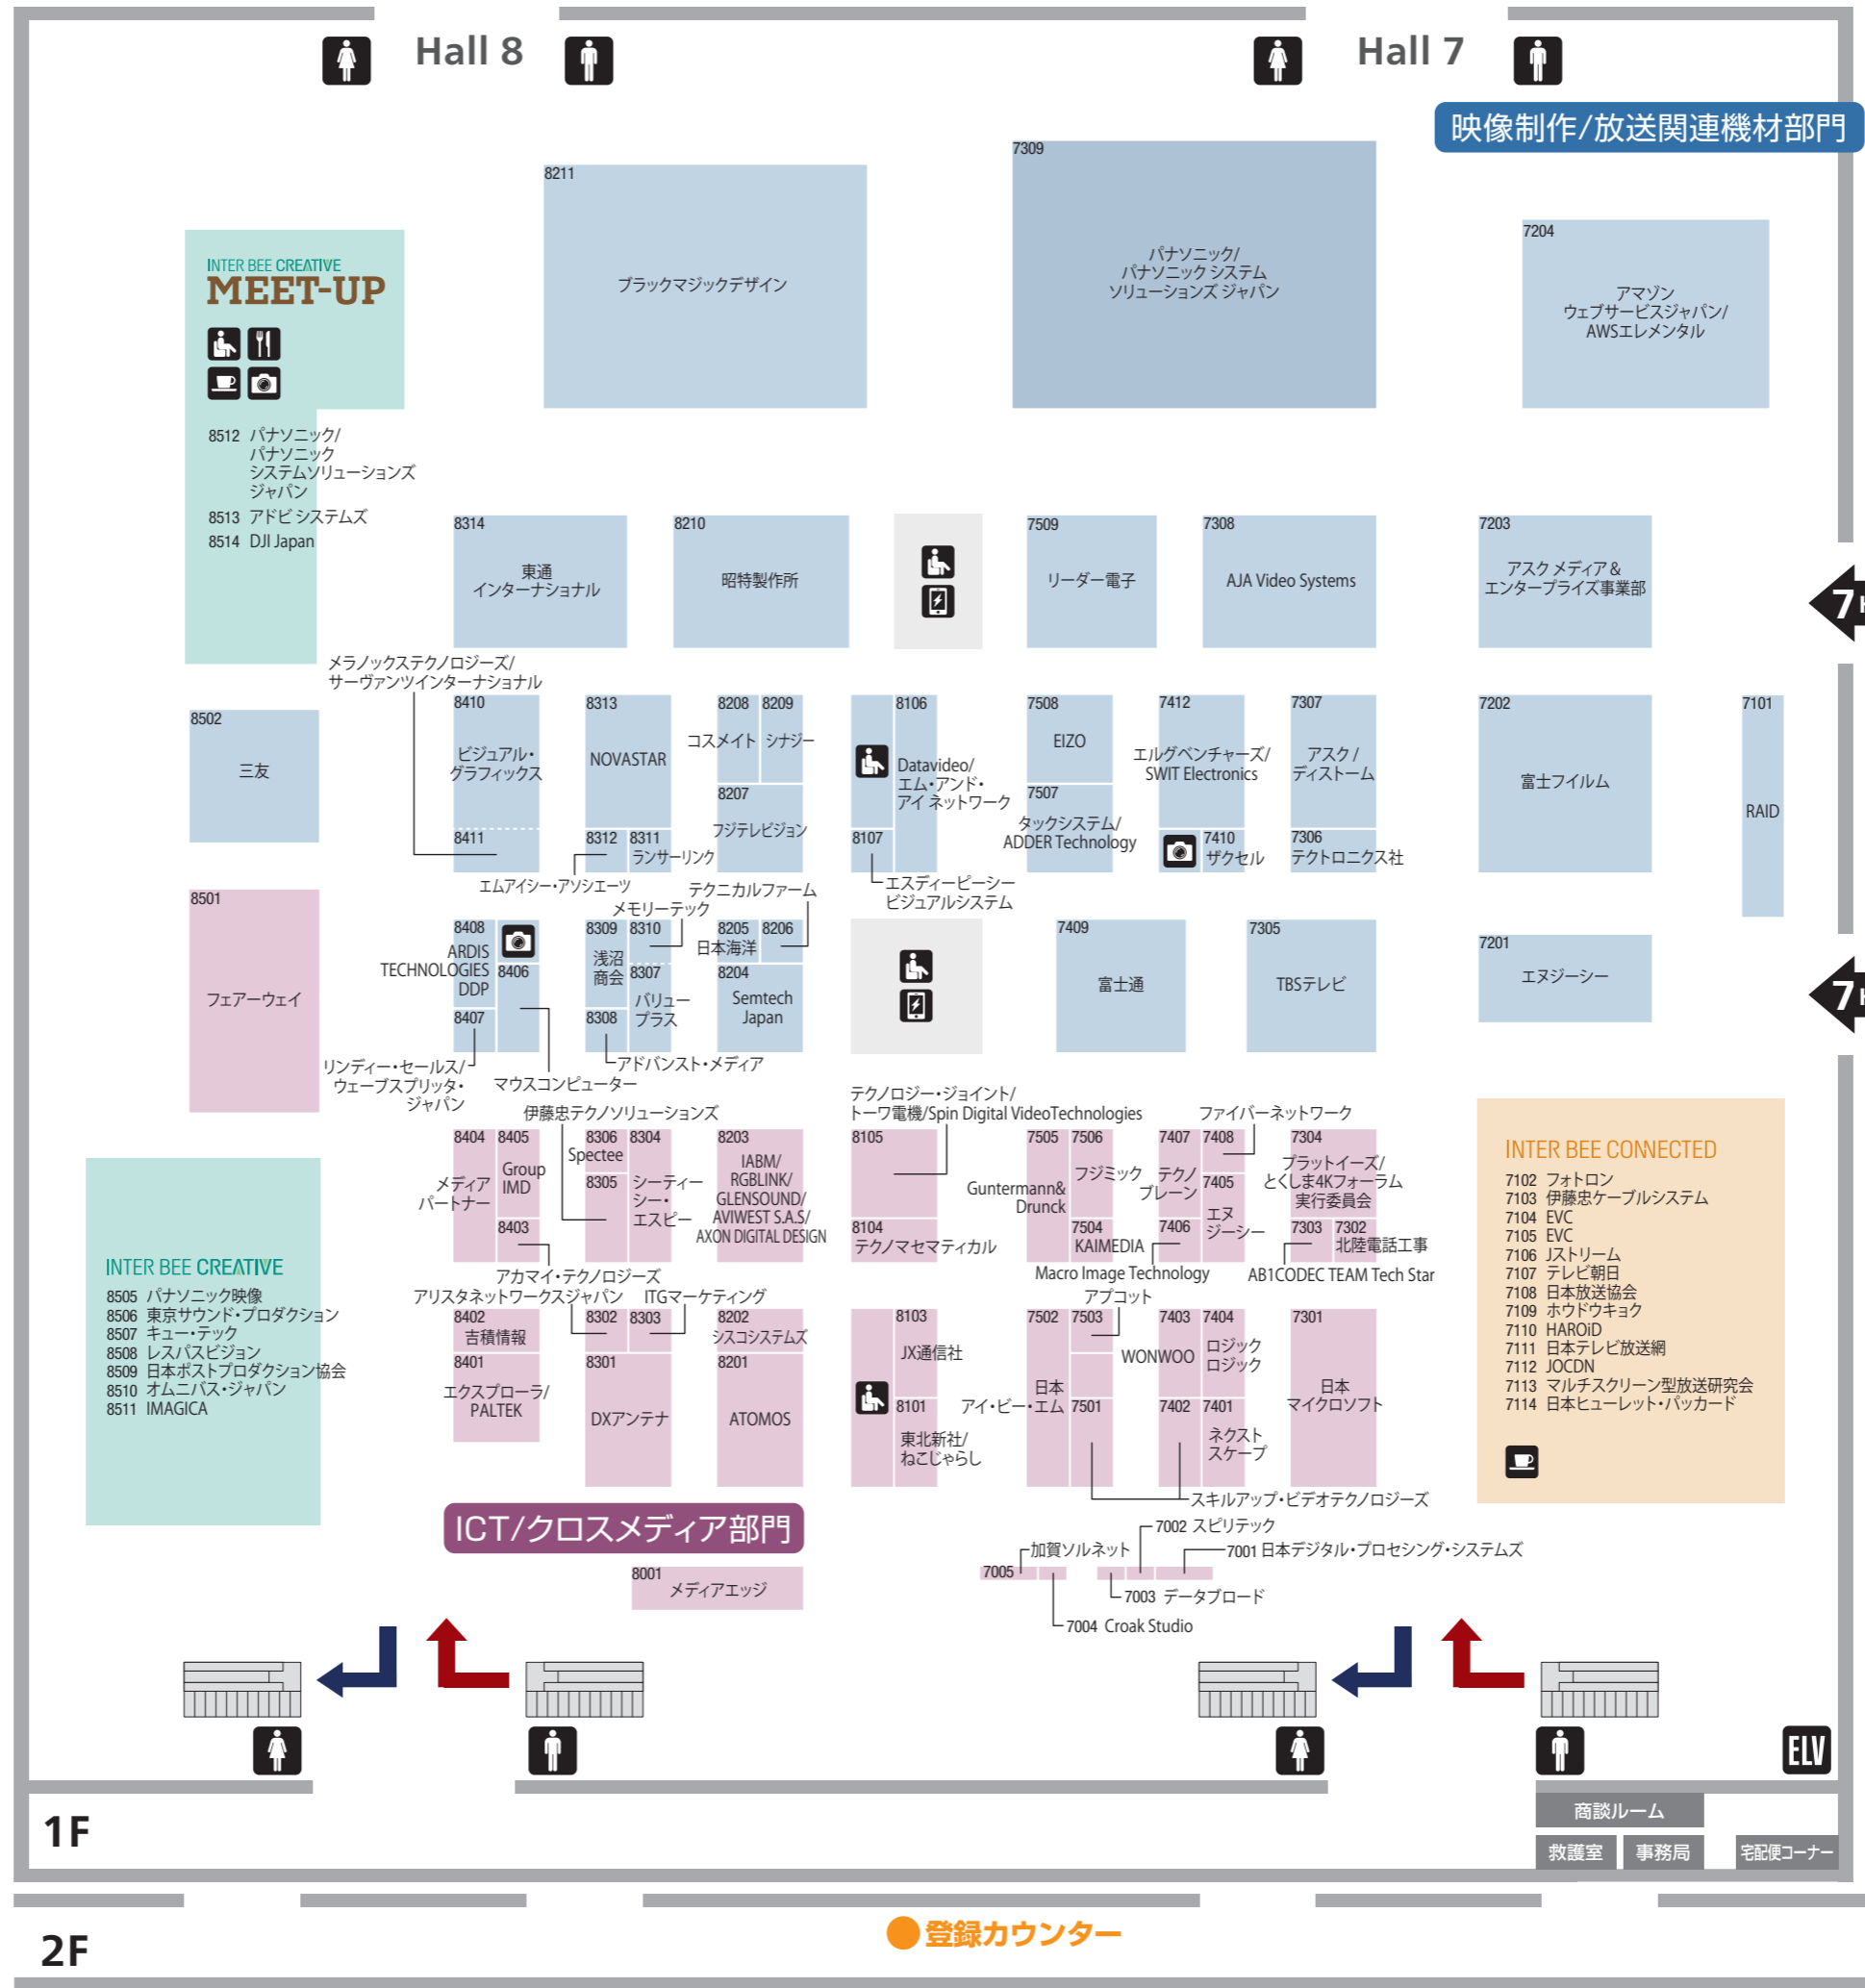 Hall 8
Hall 7
映像制作/放送関連機材部門
7309
パナソニック/
パナソニック システム
ソリューションズ ジャパン
8211
ブラックマジックデザイン
7204
アマゾン
ウェブサービスジャパン/
AWSエレメンタル
INTER BEE CREATIVE
MEET-UP
8512 パナソニック/
パナソニック
システムソリューションズ
ジャパン
8513 アドビ システムズ
8514 DJI Japan
8314
東通
インターナショナル
8210
昭特製作所
7509
リーダー電子
7308
AJA Video Systems
7203
アスク メディア&
エンタープライズ事業部
7H
メラノックステクノロジーズ/
サーヴァンツインターナショナル
8502
三友
8410
ビジュアル・
グラフィックス
8411
8313
NOVASTAR
8312
8311
ランサーリンク
エムアイシー・アソシエーツ
8208
コスメイト
8209
シナジー
8207
フジテレビジョン
8106
Datavideo/
エム・アンド・
アイ ネットワーク
8107
エスディーピーシー
ビジュアルシステム
7508
EIZO
7507
タックシステム/
ADDER Technology
7412
エルグベンチャーズ/
SWIT Electronics
7410
ザクセル
7307
アスク/
ディストーム
7306
テクトロニクス社
7202
富士フイルム
7101
RAID
8501
フェアーウェイ
テクニカルファーム
メモリーテック
8408
ARDIS
TECHNOLOGIES
DDP
8406
8407
リンディー・セールス/
ウェーブスプリッタ・
ジャパン
マウスコンピューター
8309
浅沼
商会
8310
8307
バリュー
プラス
8308
アドバンスト・メディア
8205
日本海洋
8206
8204
Semtech
Japan
7409
富士通
7305
TBSテレビ
7201
エヌジーシー
7H
伊藤忠テクノソリューションズ
テクノロジー・ジョイント/
トーワ電機/Spin Digital VideoTechnologies
ファイバーネットワーク
8404
メディア
パートナー
8405
Group
IMD
8403
アカマイ・テクノロジーズ
8306
Spectee
8305
8304
シーティー
シー・
エスピー
8203
IABM/
RGBLINK/
GLENSOUND/
AVIWEST S.A.S/
AXON DIGITAL DESIGN
8105
8104
テクノマセマティカル
7505
Guntermann&
Drunck
7506
フジミック
7504
KAIMEDIA
7407
テクノ
ブレーン
7408
7405
エヌ
ジーシー
7406
Macro Image Technology
7304
プラットイーズ/
とくしま4Kフォーラム
実行委員会
7303
7302
北陸電話工事
AB1CODEC TEAM Tech Star
INTER BEE CONNECTED
7102 フォトロン
7103 伊藤忠ケーブルシステム
7104 EVC
7105 EVC
7106 Jストリーム
7107 テレビ朝日
7108 日本放送協会
7109 ホウドウキョク
7110 HAROiD
7111 日本テレビ放送網
7112 JOCDN
7113 マルチスクリーン型放送研究会
7114 日本ヒューレット・パッカード
INTER BEE CREATIVE
8505 パナソニック映像
8506 東京サウンド・プロダクション
8507 キュー・テック
8508 レスパスビジョン
8509 日本ポストプロダクション協会
8510 オムニバス・ジャパン
8511 IMAGICA
アリスタネットワークスジャパン
ITGマーケティング
アプコット
8402
吉積情報
8401
エクスプローラ/
PALTEK
8302
8303
8301
DXアンテナ
8202
シスコシステムズ
8201
ATOMOS
8103
JX通信社
8101
東北新社/
ねこじゃらし
7502
日本
アイ・ビー・エム
7503
7501
7403
WONWOO
7404
ロジック
ロジック
7402
7401
ネクスト
スケープ
スキルアップ・ビデオテクノロジーズ
7301
日本
マイクロソフト
ICT/クロスメディア部門
8001
メディアエッジ
7002 スピリテック
加賀ソルネット
7001 日本デジタル・プロセシング・システムズ
7005
7003 データブロード
7004 Croak Studio
ELV
1F
商談ルーム
救護室
事務局
宅配便コーナー
登録カウンター
2F